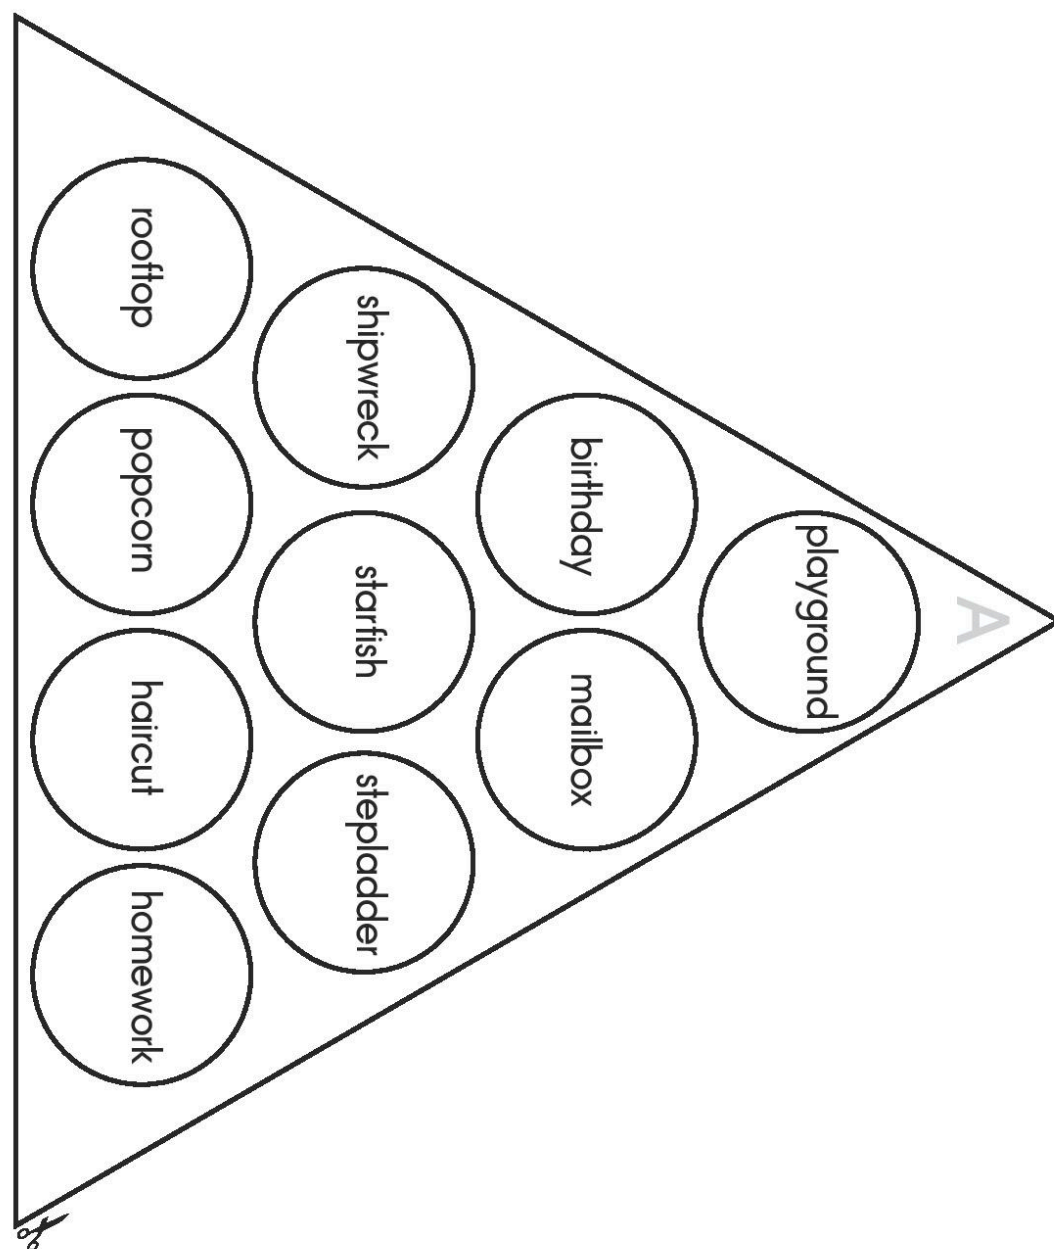 A
playground
mailbox
birthday
stepladder
starfish
shipwreck
homework
haircut
popcorn
rooftop